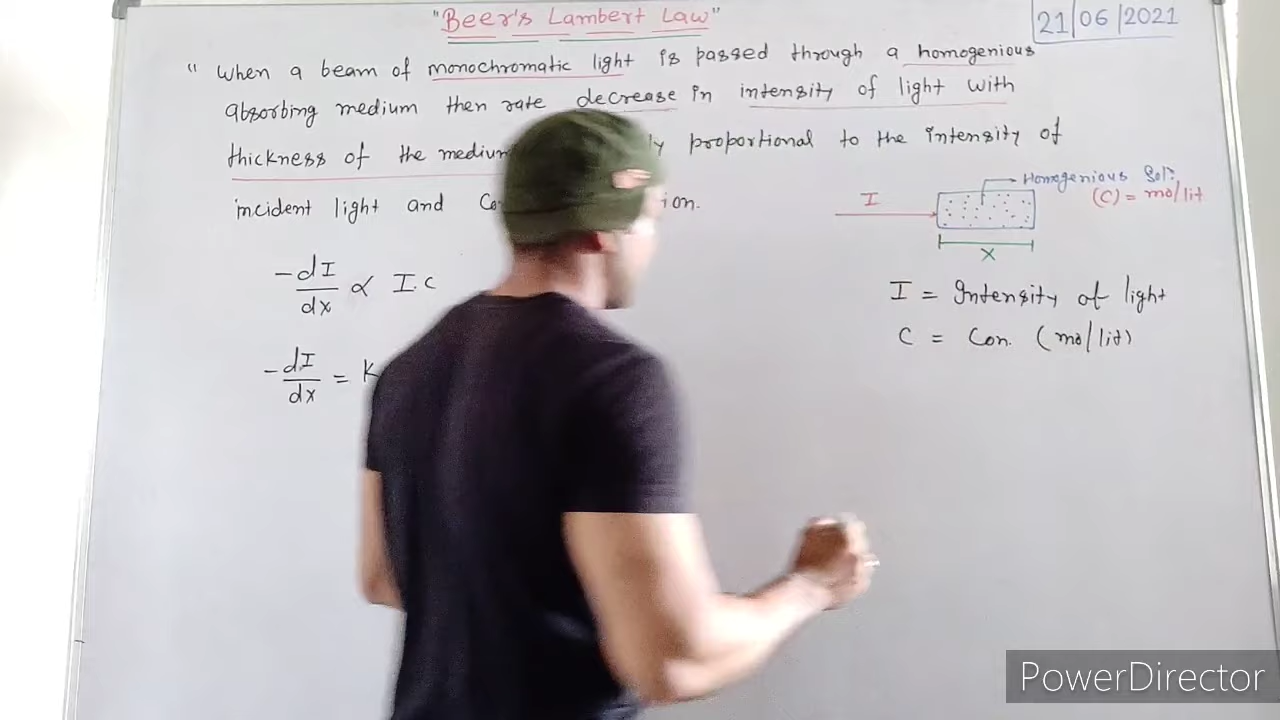 "Beer's Lambert Law"
21/06/2021
" When a beam of monochromatic light is passed through a homogenious
absorbing medium then rate decrease in intensity of light with
thickness of the medium proportional to the intensity of
incident light and
Homogenious Sol?
(C) = mo/lit
I
X
-dI/dx ∝ I.c
I = Intensity of light
C = Con. (mo/lit)
-dI/dx = K
PowerDirector